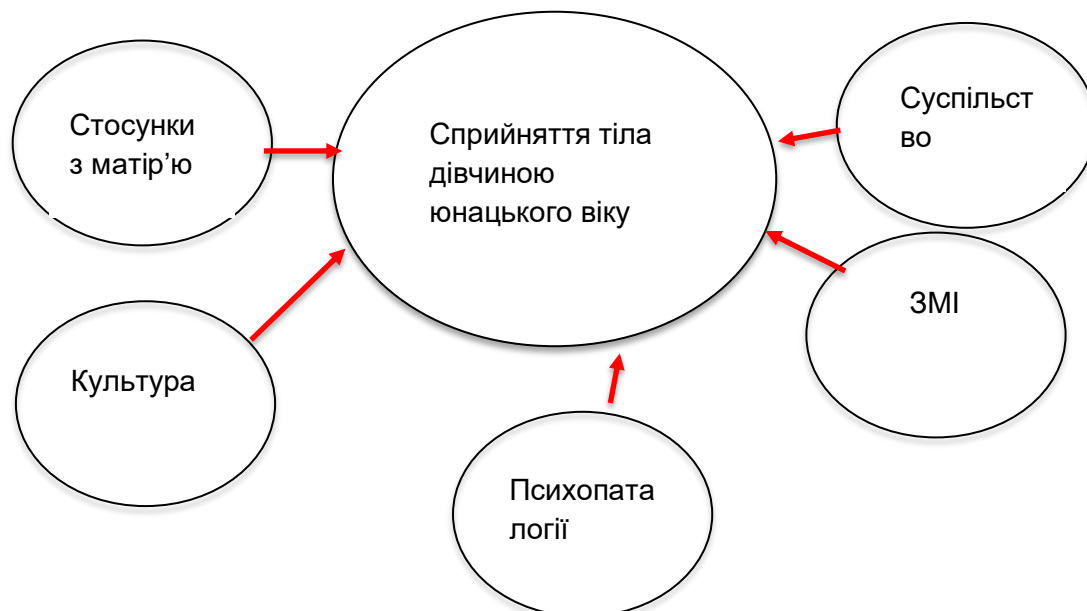 Стосунки
з матір’ю
Сприйняття тіла
дівчиною
юнацького віку
Суспільст
во
ЗМІ
Культура
Психопата
логії